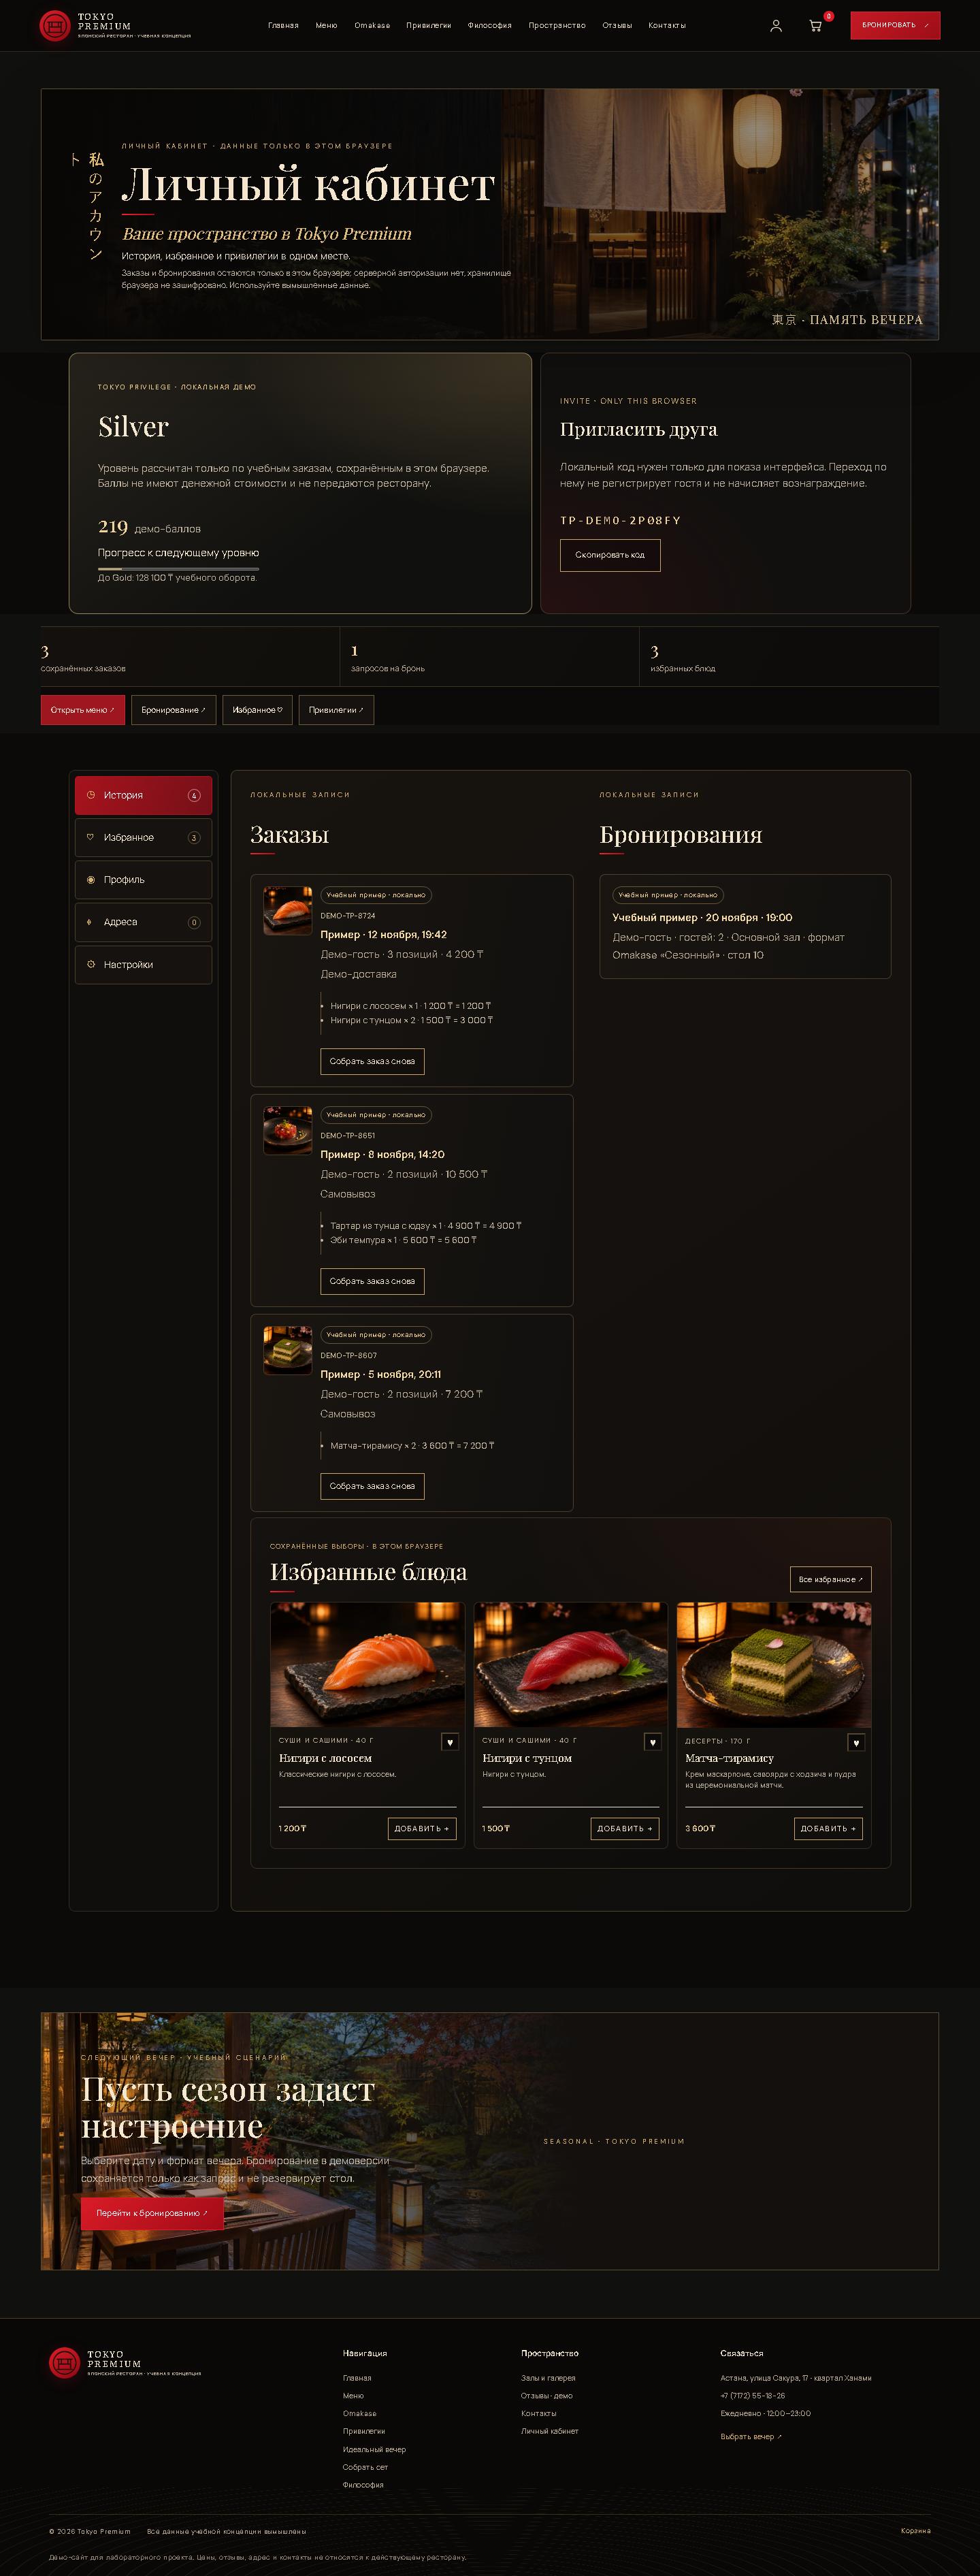 TOKYO
PREMIUM
ЯПОНСКИЙ РЕСТОРАН · УЧЕБНАЯ КОНЦЕПЦИЯ
Главная
Меню
Omakase
Привилегии
Философия
Пространство
Отзывы
Контакты
0
БРОНИРОВАТЬ ↗
私のアカウン
ト
ЛИЧНЫЙ КАБИНЕТ · ДАННЫЕ ТОЛЬКО В ЭТОМ БРАУЗЕРЕ
Личный кабинет
Ваше пространство в Tokyo Premium
История, избранное и привилегии в одном месте.
Заказы и бронирования остаются только в этом браузере: серверной авторизации нет, хранилище
браузера не зашифровано. Используйте вымышленные данные.
東京 · ПАМЯТЬ ВЕЧЕРА
TOKYO PRIVILEGE · ЛОКАЛЬНАЯ ДЕМО
Silver
Уровень рассчитан только по учебным заказам, сохранённым в этом браузере.
Баллы не имеют денежной стоимости и не передаются ресторану.
219 демо-баллов
Прогресс к следующему уровню
До Gold: 128 100 ₸ учебного оборота.
INVITE · ONLY THIS BROWSER
Пригласить друга
Локальный код нужен только для показа интерфейса. Переход по
нему не регистрирует гостя и не начисляет вознаграждение.
TP-DEMO-2P08FY
Скопировать код
3
сохранённых заказов
1
запросов на бронь
3
избранных блюд
Открыть меню ↗
Бронирование ↗
Избранное ♡
Привилегии ↗
История 4
Избранное 3
Профиль
Адреса 0
Настройки
ЛОКАЛЬНЫЕ ЗАПИСИ
Заказы
Учебный пример · локально
DEMO-TP-8724
Пример · 12 ноября, 19:42
Демо-гость · 3 позиций · 4 200 ₸
Демо-доставка
Нигири с лососем × 1 · 1 200 ₸ = 1 200 ₸
Нигири с тунцом × 2 · 1 500 ₸ = 3 000 ₸
Собрать заказ снова
Учебный пример · локально
DEMO-TP-8651
Пример · 8 ноября, 14:20
Демо-гость · 2 позиций · 10 500 ₸
Самовывоз
Тартар из тунца с юдзу × 1 · 4 900 ₸ = 4 900 ₸
Эби темпура × 1 · 5 600 ₸ = 5 600 ₸
Собрать заказ снова
Учебный пример · локально
DEMO-TP-8607
Пример · 5 ноября, 20:11
Демо-гость · 2 позиций · 7 200 ₸
Самовывоз
Матча-тирамису × 2 · 3 600 ₸ = 7 200 ₸
Собрать заказ снова
ЛОКАЛЬНЫЕ ЗАПИСИ
Бронирования
Учебный пример · локально
Учебный пример · 20 ноября · 19:00
Демо-гость · гостей: 2 · Основной зал · формат
Omakase «Сезонный» · стол 10
СОХРАНЁННЫЕ ВЫБОРЫ · В ЭТОМ БРАУЗЕРЕ
Избранные блюда
Все избранное ↗
СУШИ И САШИМИ · 40 Г
Нигири с лососем
Классические нигири с лососем.
1 200 ₸
ДОБАВИТЬ +
СУШИ И САШИМИ · 40 Г
Нигири с тунцом
Нигири с тунцом.
1 500 ₸
ДОБАВИТЬ +
ДЕСЕРТЫ · 170 Г
Матча-тирамису
Крем маскарпоне, савоярди с ходзича и пудра
из церемониальной матчи.
3 600 ₸
ДОБАВИТЬ +
СЛЕДУЮЩИЙ ВЕЧЕР · УЧЕБНЫЙ СЦЕНАРИЙ
Пусть сезон задаст
настроение
Выберите дату и формат вечера. Бронирование в демоверсии
сохраняется только как запрос и не резервирует стол.
Перейти к бронированию ↗
SEASONAL · TOKYO PREMIUM
TOKYO
PREMIUM
ЯПОНСКИЙ РЕСТОРАН · УЧЕБНАЯ КОНЦЕПЦИЯ
Навигация
Главная
Меню
Omakase
Привилегии
Идеальный вечер
Собрать сет
Философия
Пространство
Залы и галерея
Отзывы · демо
Контакты
Личный кабинет
Связаться
Астана, улица Сакура, 17 · квартал Ханами
+7 (7172) 55-18-26
Ежедневно · 12:00–23:00
Выбрать вечер ↗
© 2026 Tokyo Premium
Все данные учебной концепции вымышлены
Корзина
Демо-сайт для лабораторного проекта. Цены, отзывы, адрес и контакты не относятся к действующему ресторану.